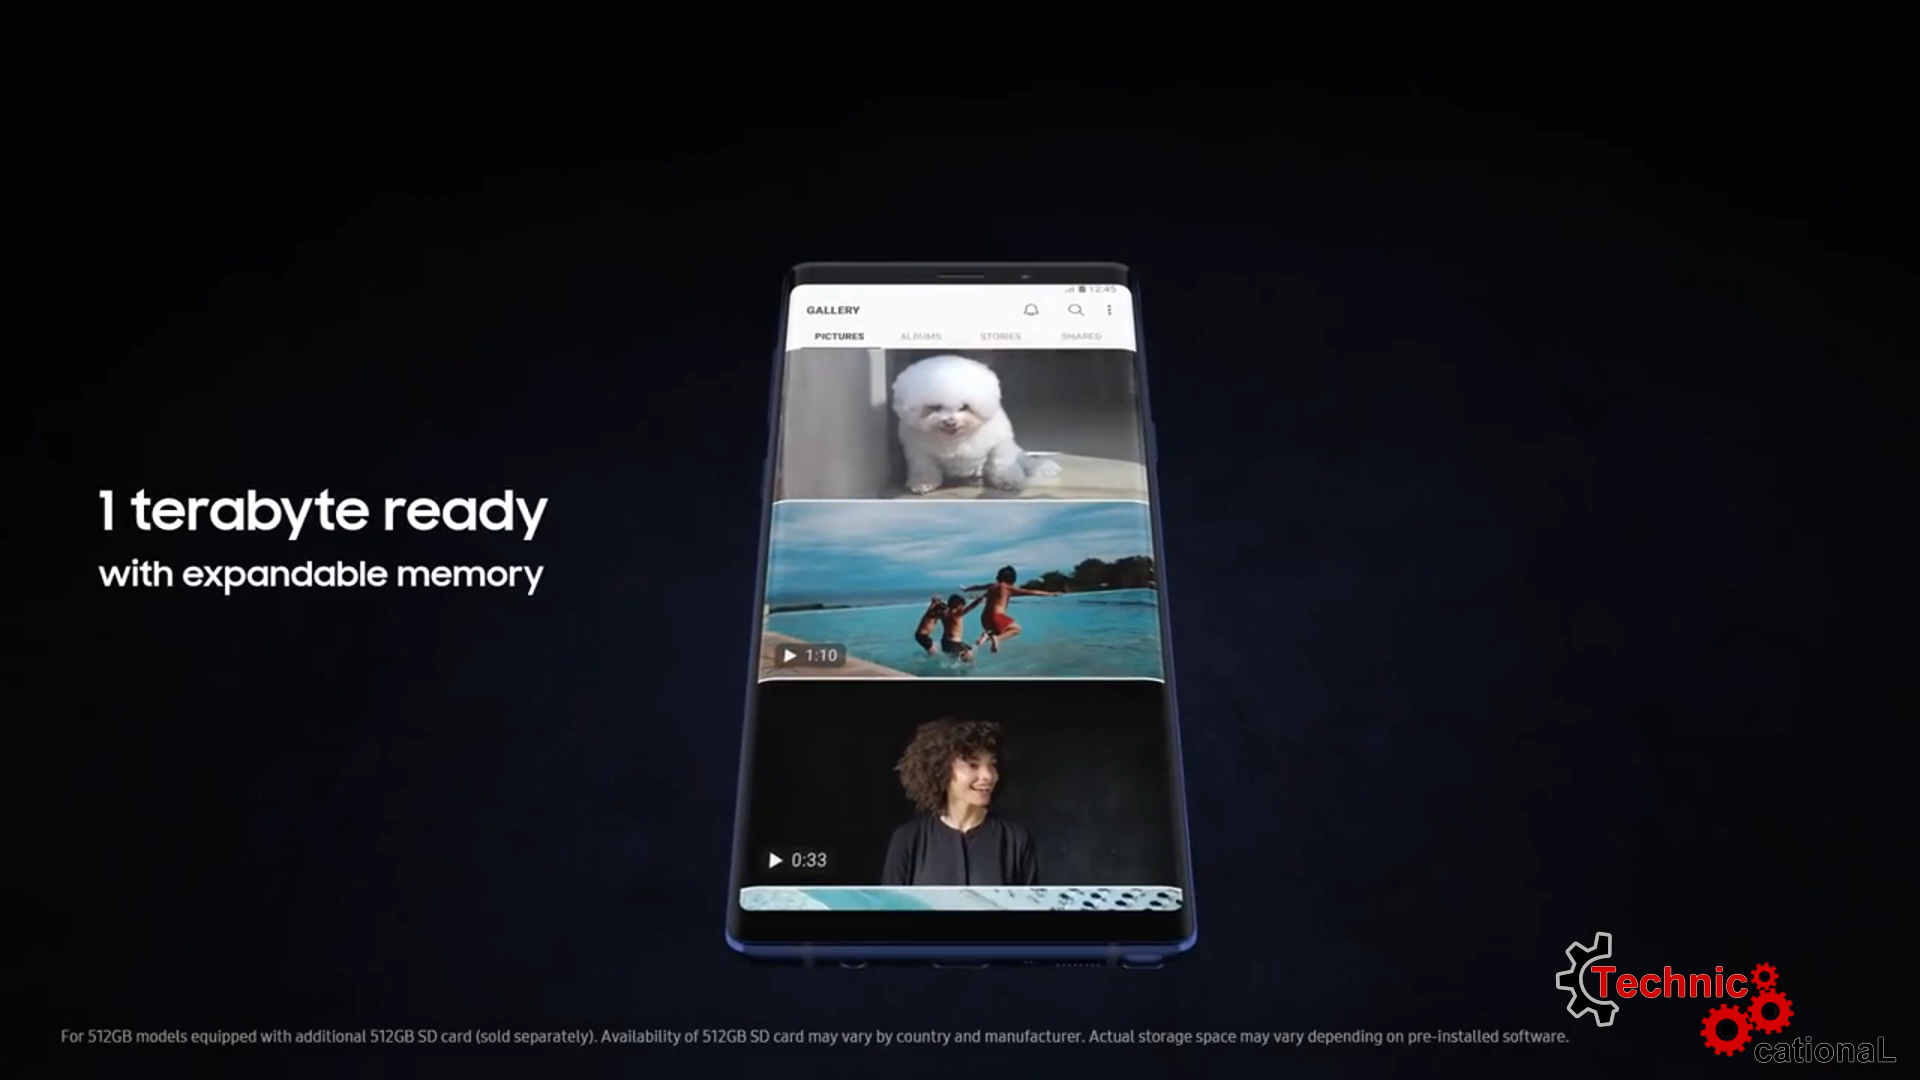 12:45
GALLERY
PICTURES ALBUMS STORIES SHARED
1 terabyte ready
with expandable memory
1:10
0:33
For 512GB models equipped with additional 512GB SD card (sold separately). Availability of 512GB SD card may vary by country and manufacturer. Actual storage space may vary depending on pre-installed software.
Technic
cationaL